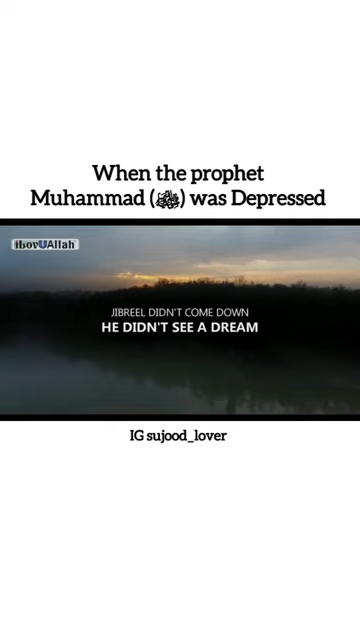 When the prophet
Muhammad (ﷺ) was Depressed
ilovUAllah
JIBREEL DIDN'T COME DOWN
HE DIDN'T SEE A DREAM
IG sujood_lover